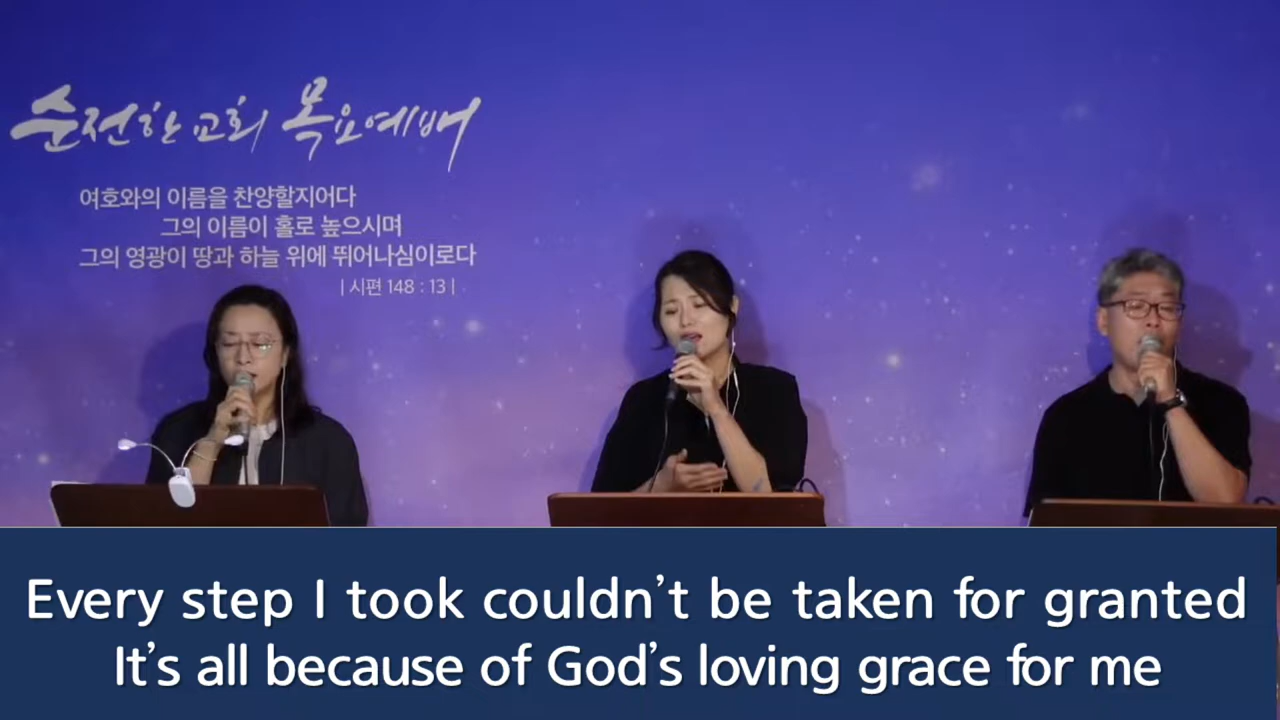 순전한 교회 목요예배
여호와의 이름을 찬양할지어다
그의 이름이 홀로 높으시며
그의 영광이 땅과 하늘 위에 뛰어나심이로다
| 시편 148 : 13 |
Every step I took couldn’t be taken for granted
It’s all because of God’s loving grace for me